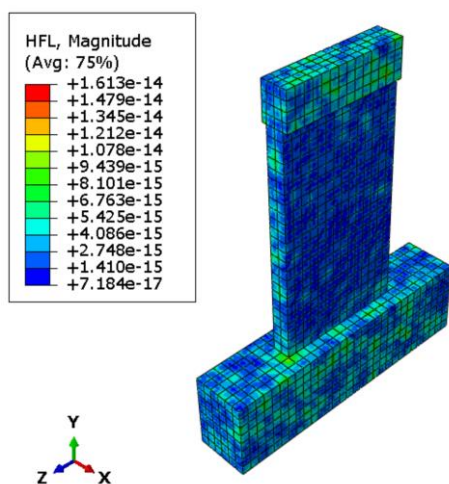 HFL, Magnitude
(Avg: 75%)
+1.613e-14
+1.479e-14
+1.345e-14
+1.212e-14
+1.078e-14
+9.439e-15
+8.101e-15
+6.763e-15
+5.425e-15
+4.086e-15
+2.748e-15
+1.410e-15
+7.184e-17
Y
Z
X